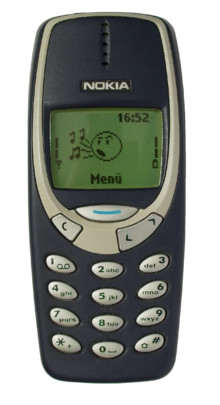 NOKIA
16:52
Menü
C
1
2 abc
def 3
4 ghi
5 jkl
mno 6
7 pqrs
8 tuv
wxyz 9
* +
0
#